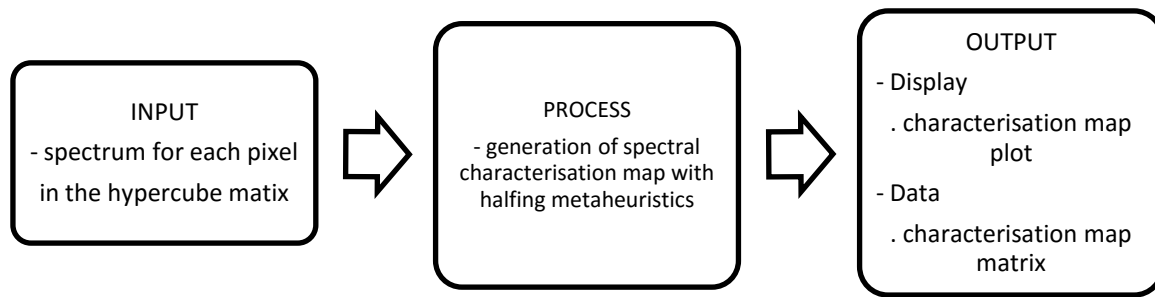 INPUT
- spectrum for each pixel
in the hypercube matix
PROCESS
- generation of spectral
characterisation map with
halfing metaheuristics
OUTPUT
- Display
. characterisation map
plot
- Data
. characterisation map
matrix